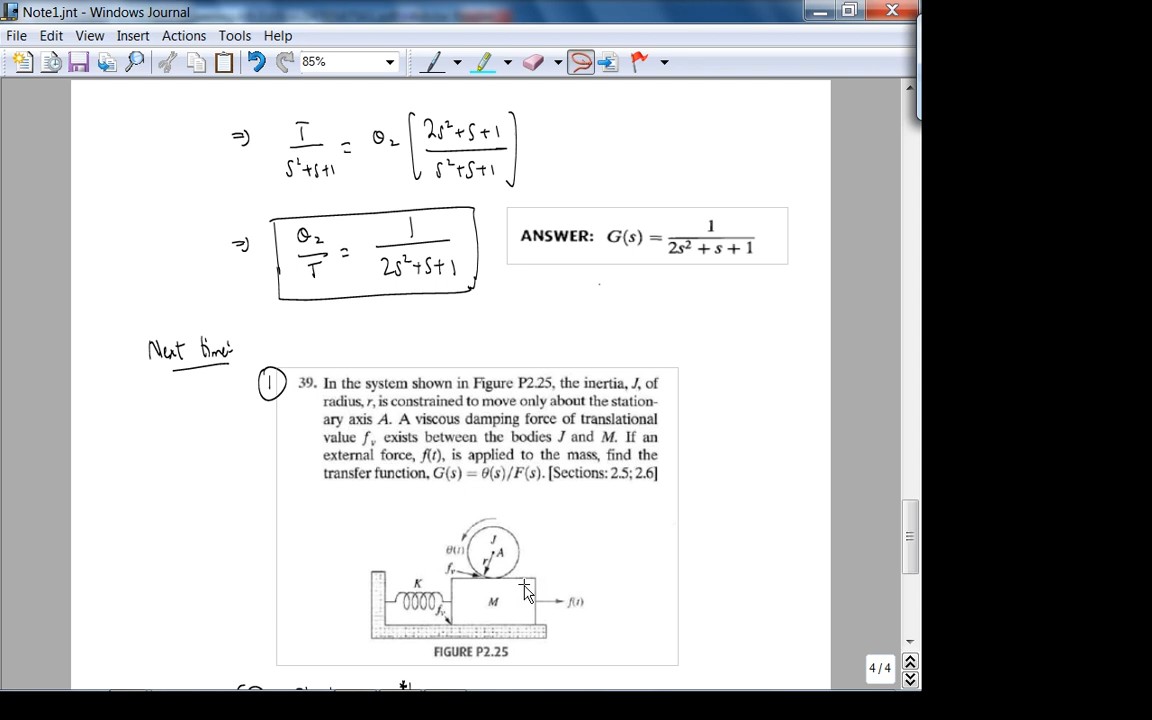 Note1.jnt - Windows Journal
File Edit View Insert Actions Tools Help
85%
=) T / s²+s+1 = θ2 [ 2s²+s+1 / s²+s+1 ]
=) θ2 / T = 1 / 2s²+s+1
ANSWER: G(s) = 1 / 2s² + s + 1
Next time:
1
39. In the system shown in Figure P2.25, the inertia, J, of
radius, r, is constrained to move only about the station-
ary axis A. A viscous damping force of translational
value fv exists between the bodies J and M. If an
external force, f(t), is applied to the mass, find the
transfer function, G(s) = θ(s)/F(s). [Sections: 2.5; 2.6]
J
θ(t) A
r
fv
K
fv M f(t)
FIGURE P2.25
4 / 4